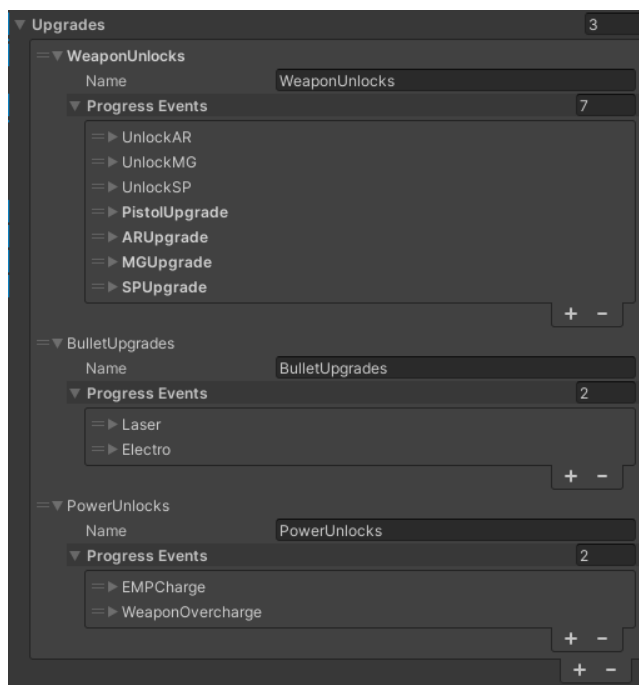 Upgrades 3
WeaponUnlocks
Name WeaponUnlocks
Progress Events 7
UnlockAR
UnlockMG
UnlockSP
PistolUpgrade
ARUpgrade
MGUpgrade
SPUpgrade
+ -
BulletUpgrades
Name BulletUpgrades
Progress Events 2
Laser
Electro
+ -
PowerUnlocks
Name PowerUnlocks
Progress Events 2
EMPCharge
WeaponOvercharge
+ -
+ -